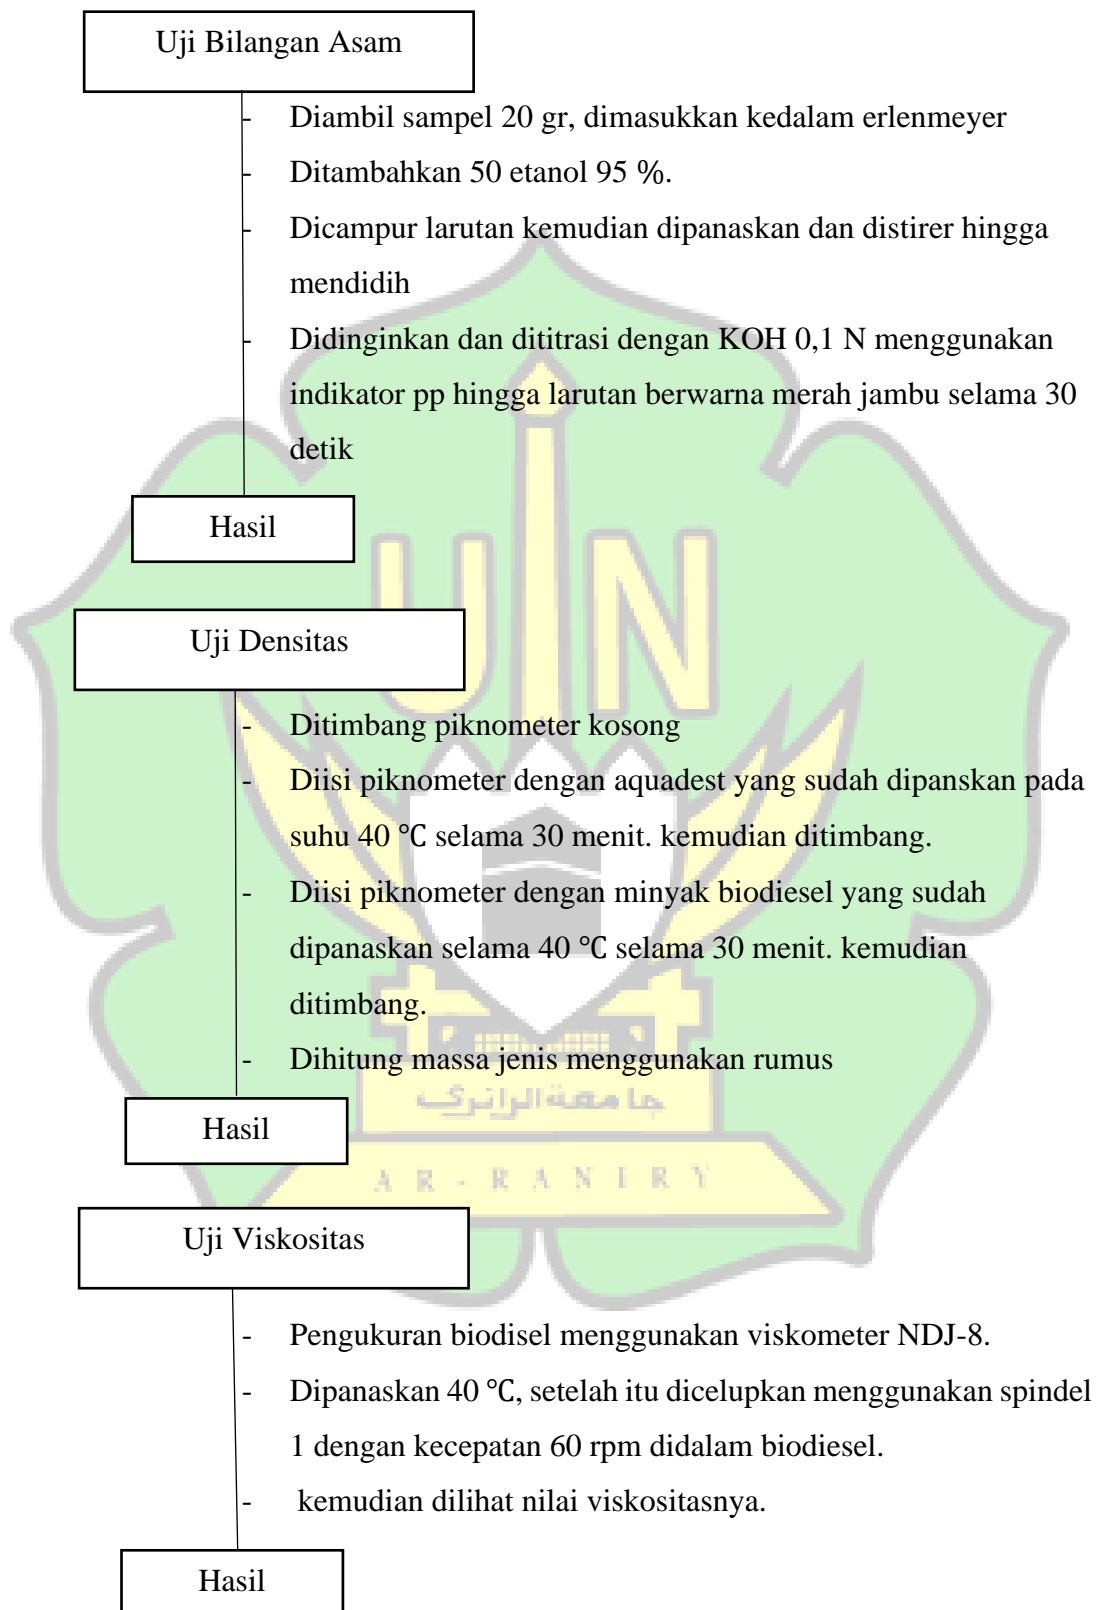 Uji Bilangan Asam
- Diambil sampel 20 gr, dimasukkan kedalam erlenmeyer
- Ditambahkan 50 etanol 95 %.
- Dicampur larutan kemudian dipanaskan dan distirer hingga
mendidih
- Didinginkan dan dititrasi dengan KOH 0,1 N menggunakan
indikator pp hingga larutan berwarna merah jambu selama 30
detik
Hasil
UIN
Uji Densitas
- Ditimbang piknometer kosong
- Diisi piknometer dengan aquadest yang sudah dipanskan pada
suhu 40 ℃ selama 30 menit. kemudian ditimbang.
- Diisi piknometer dengan minyak biodiesel yang sudah
dipanaskan selama 40 ℃ selama 30 menit. kemudian
ditimbang.
- Dihitung massa jenis menggunakan rumus
جامعة الرانري
Hasil
AR-RANIRY
Uji Viskositas
- Pengukuran biodisel menggunakan viskometer NDJ-8.
- Dipanaskan 40 ℃, setelah itu dicelupkan menggunakan spindel
1 dengan kecepatan 60 rpm didalam biodiesel.
- kemudian dilihat nilai viskositasnya.
Hasil